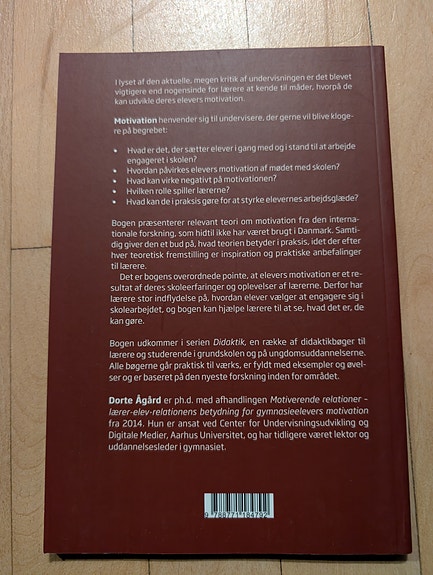 I lyset af den aktuelle, megen kritik af undervisningen er det blevet
vigtigere end nogensinde for lærere at kende til måder, hvorpå de
kan udvikle deres elevers motivation.
Motivation henvender sig til undervisere, der gerne vil blive kloge-
re på begrebet:
• Hvad er det, der sætter elever i gang med og i stand til at arbejde
engageret i skolen?
• Hvordan påvirkes elevers motivation af mødet med skolen?
• Hvad kan virke negativt på motivationen?
• Hvilken rolle spiller lærerne?
• Hvad kan de i praksis gøre for at styrke elevernes arbejdsglæde?
Bogen præsenterer relevant teori om motivation fra den interna-
tionale forskning, som hidtil ikke har været brugt i Danmark. Samti-
dig giver den et bud på, hvad teorien betyder i praksis, idet der efter
hver teoretisk fremstilling er inspiration og praktiske anbefalinger
til lærere.
Det er bogens overordnede pointe, at elevers motivation er et re-
sultat af deres skoleerfaringer og oplevelser af lærerne. Derfor har
lærere stor indflydelse på, hvordan elever vælger at engagere sig i
skolearbejdet, og bogen kan hjælpe lærere til at se, hvad det er, de
kan gøre.
Bogen udkommer i serien Didaktik, en række af didaktikbøger til
lærere og studerende i grundskolen og på ungdomsuddannelserne.
Alle bøgerne går praktisk til værks, er fyldt med eksempler og øvel-
ser og er baseret på den nyeste forskning inden for området.
Dorte Ågård er ph.d. med afhandlingen Motiverende relationer –
lærer-elev-relationens betydning for gymnasieelevers motivation
fra 2014. Hun er ansat ved Center for Undervisningsudvikling og
Digitale Medier, Aarhus Universitet, og har tidligere været lektor og
uddannelsesleder i gymnasiet.
9 788771 184792